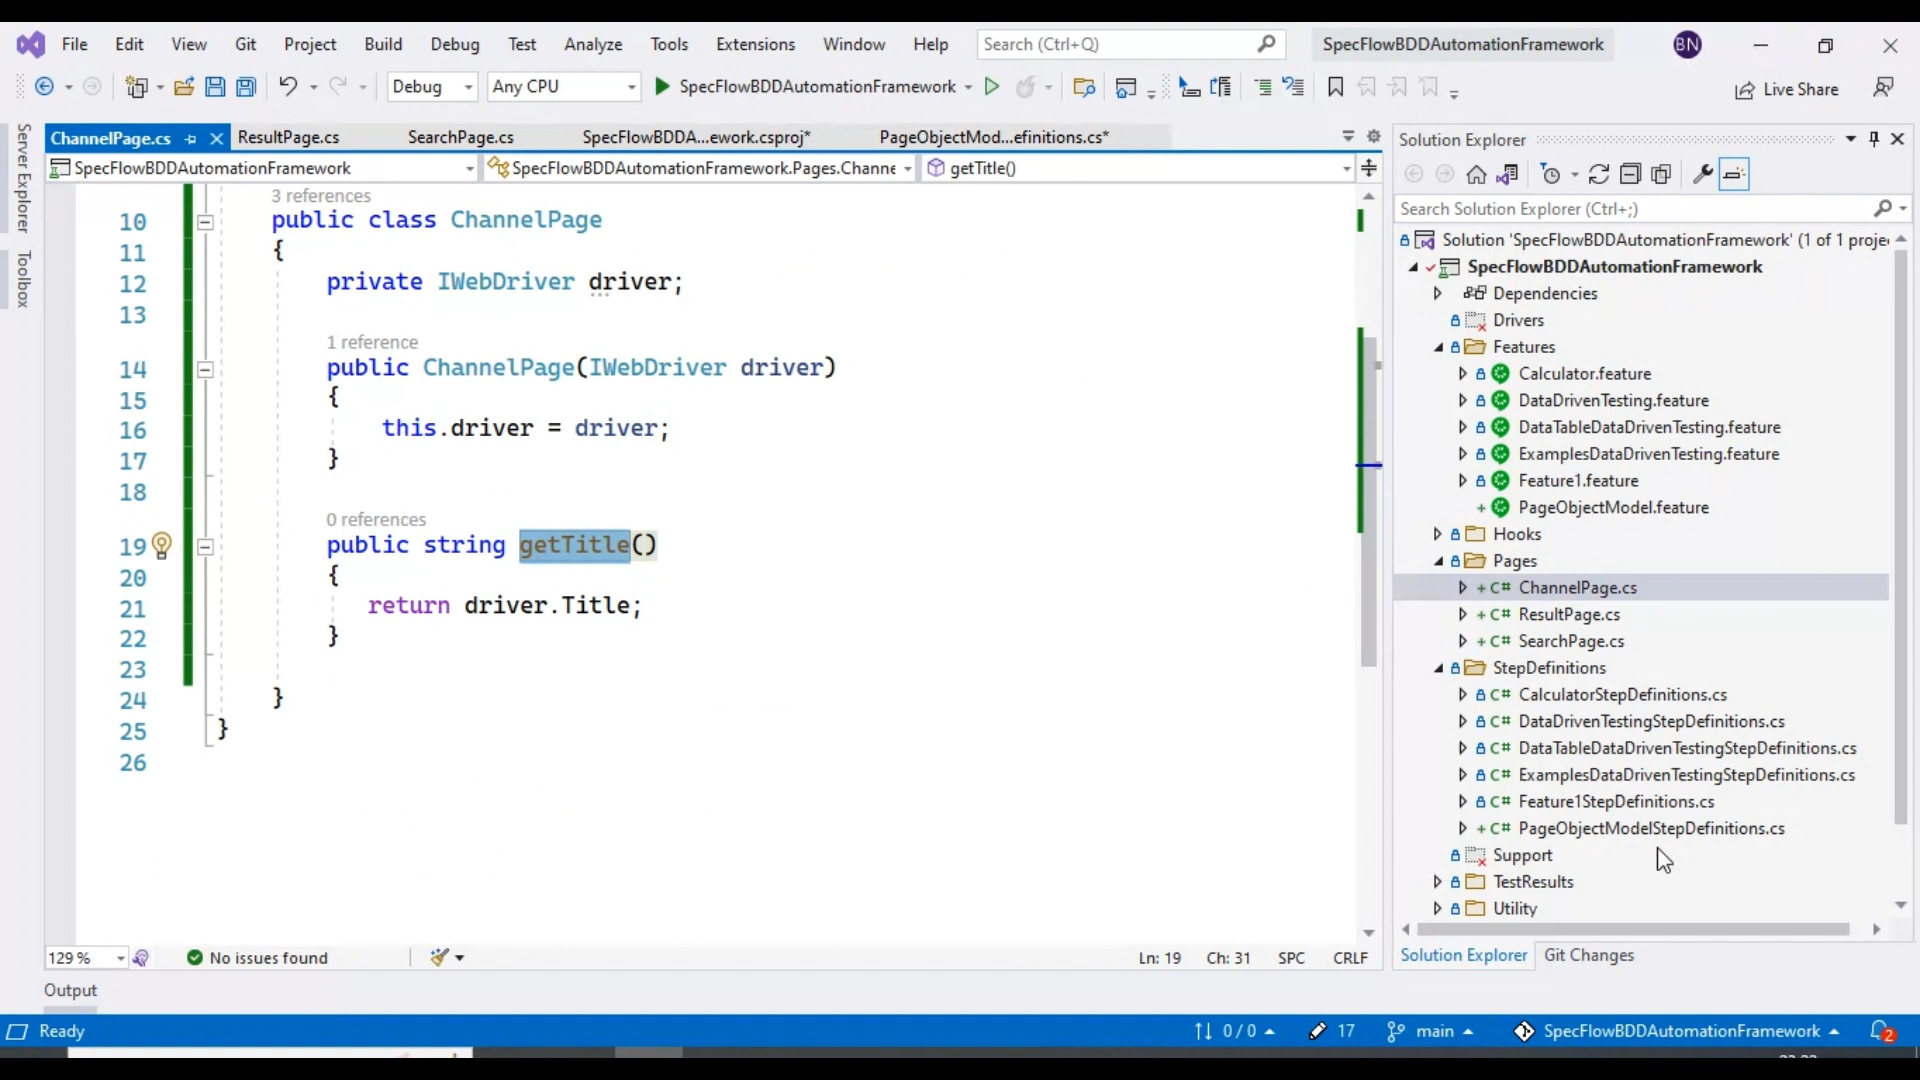 File Edit View Git Project Build Debug Test Analyze Tools Extensions Window Help Search (Ctrl+Q) SpecFlowBDDAutomationFramework BN
Debug Any CPU SpecFlowBDDAutomationFramework Live Share
Server Explorer
Toolbox
ChannelPage.cs ResultPage.cs SearchPage.cs SpecFlowBDDA...ework.csproj* PageObjectMod...efinitions.cs*
SpecFlowBDDAutomationFramework SpecFlowBDDAutomationFramework.Pages.Channe getTitle()
3 references
10 public class ChannelPage
11 {
12 private IWebDriver driver;
13
1 reference
14 public ChannelPage(IWebDriver driver)
15 {
16 this.driver = driver;
17 }
18
0 references
19 public string getTitle()
20 {
21 return driver.Title;
22 }
23
24 }
25 }
26
129 % No issues found Ln: 19 Ch: 31 SPC CRLF
Output
Solution Explorer
Search Solution Explorer (Ctrl+;)
Solution 'SpecFlowBDDAutomationFramework' (1 of 1 proje
SpecFlowBDDAutomationFramework
Dependencies
Drivers
Features
Calculator.feature
DataDrivenTesting.feature
DataTableDataDrivenTesting.feature
ExamplesDataDrivenTesting.feature
Feature1.feature
PageObjectModel.feature
Hooks
Pages
C# ChannelPage.cs
C# ResultPage.cs
C# SearchPage.cs
StepDefinitions
C# CalculatorStepDefinitions.cs
C# DataDrivenTestingStepDefinitions.cs
C# DataTableDataDrivenTestingStepDefinitions.cs
C# ExamplesDataDrivenTestingStepDefinitions.cs
C# Feature1StepDefinitions.cs
C# PageObjectModelStepDefinitions.cs
Support
TestResults
Utility
Solution Explorer Git Changes
Ready 0 / 0 17 main SpecFlowBDDAutomationFramework 2